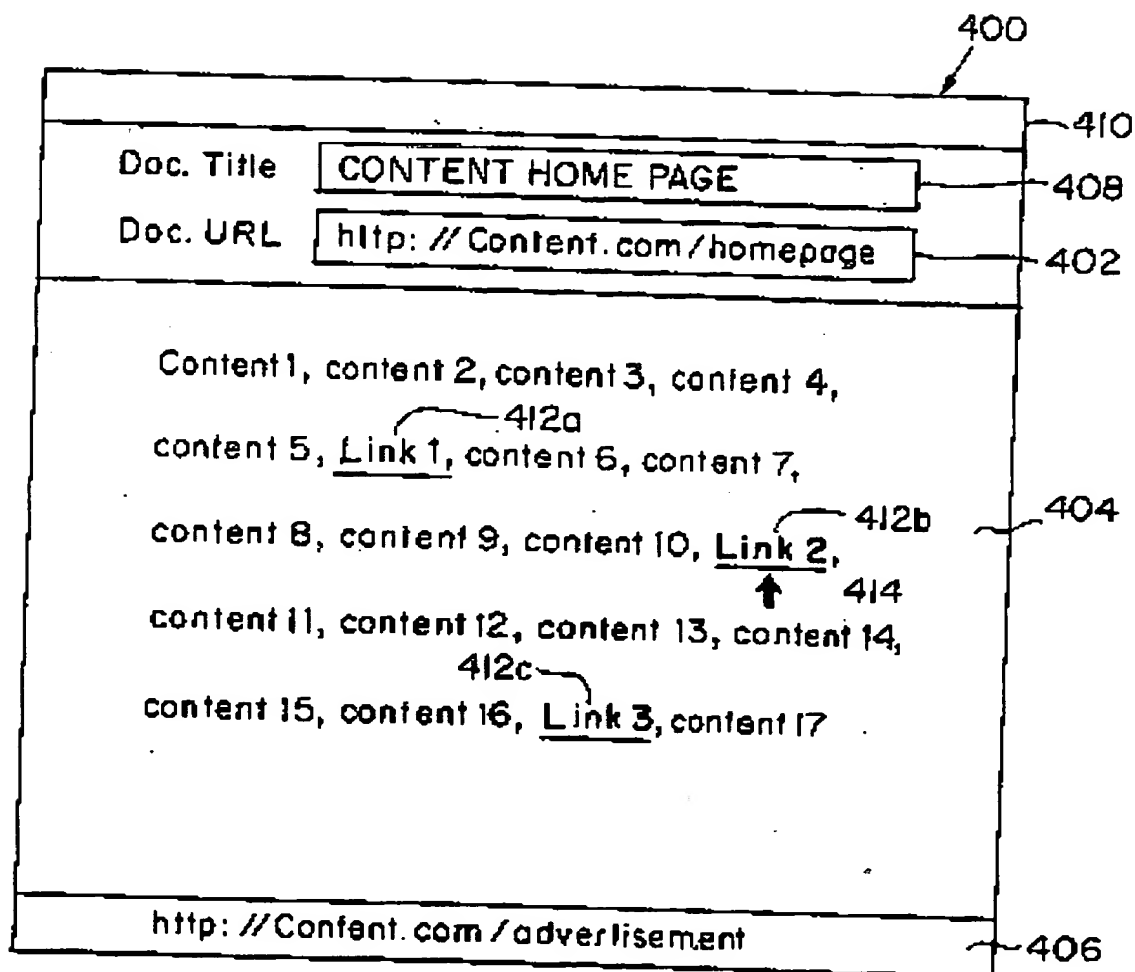 400
410
Doc. Title CONTENT HOME PAGE 408
Doc. URL http: //Content.com/homepage 402
Content 1, content 2, content 3, content 4,
412a
content 5, Link 1, content 6, content 7,
412b 404
content 8, content 9, content 10, Link 2,
414
content 11, content 12, content 13, content 14,
412c
content 15, content 16, Link 3, content 17
http: //Content.com/advertisement 406